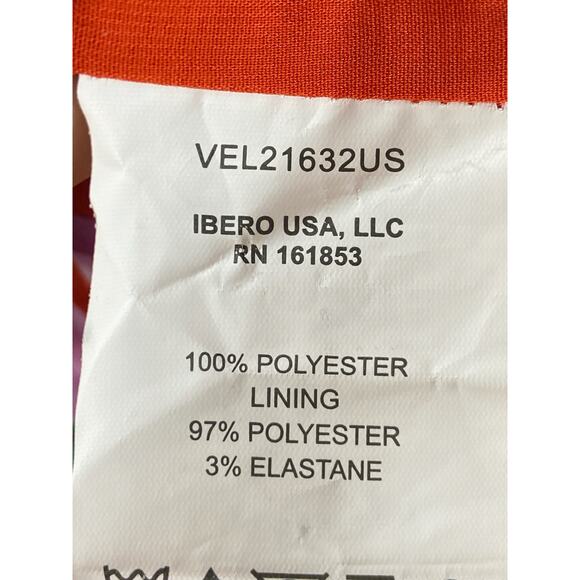 VEL21632US
IBERO USA, LLC
RN 161853
100% POLYESTER
LINING
97% POLYESTER
3% ELASTANE